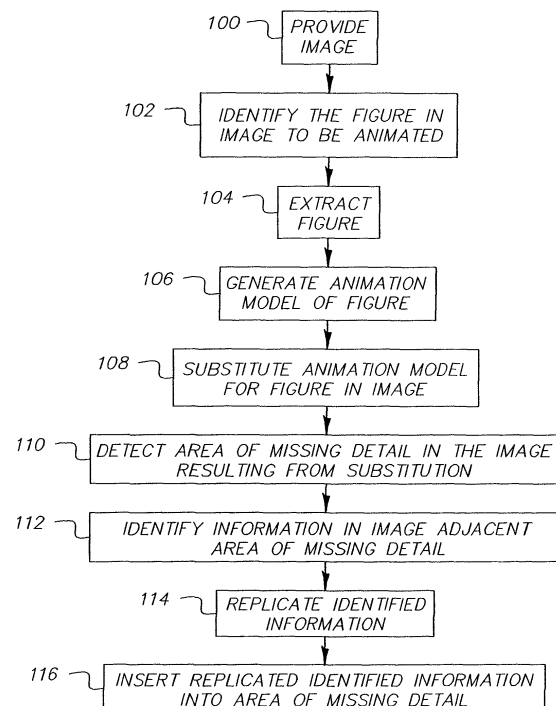 100
PROVIDE
IMAGE
102
IDENTIFY THE FIGURE IN
IMAGE TO BE ANIMATED
104
EXTRACT
FIGURE
106
GENERATE ANIMATION
MODEL OF FIGURE
108
SUBSTITUTE ANIMATION MODEL
FOR FIGURE IN IMAGE
110
DETECT AREA OF MISSING DETAIL IN THE IMAGE
RESULTING FROM SUBSTITUTION
112
IDENTIFY INFORMATION IN IMAGE ADJACENT
AREA OF MISSING DETAIL
114
REPLICATE IDENTIFIED
INFORMATION
116
INSERT REPLICATED IDENTIFIED INFORMATION
INTO AREA OF MISSING DETAIL